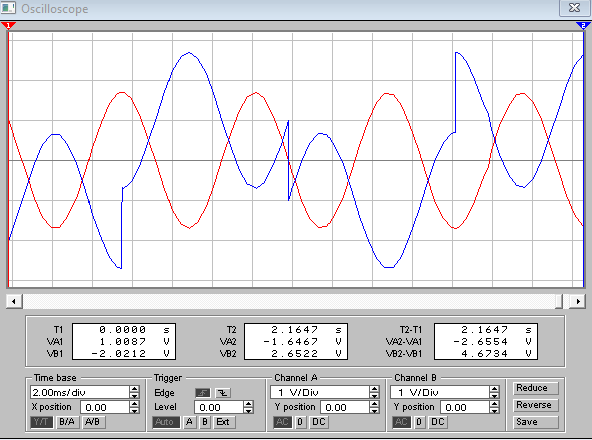 Oscilloscope
1 2
T1 0.0000 s T2 2.1647 s T2-T1 2.1647 s
VA1 1.0087 V VA2 -1.6467 V VA2-VA1 -2.6554 V
VB1 -2.0212 V VB2 2.6522 V VB2-VB1 4.6734 V
Time base Trigger Channel A Channel B Reduce
2.00ms/div Edge 1 V/Div 1 V/Div
X position 0.00 Level 0.00 Y position 0.00 Y position 0.00 Reverse
Y/T B/A A/B Auto A B Ext AC 0 DC AC 0 DC Save